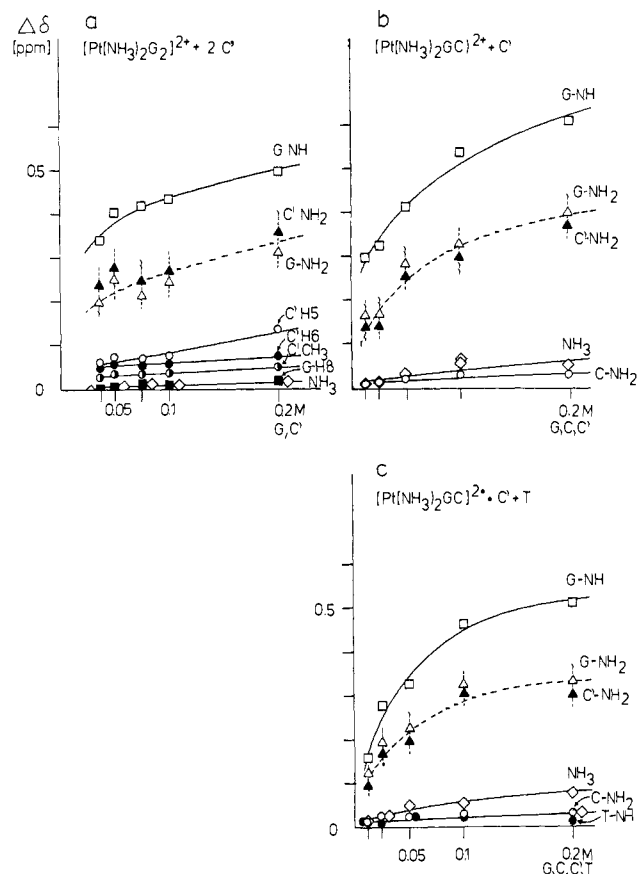 Δδ
[ppm]
a
[Pt(NH₃)₂G₂]²⁺ + 2 C'
G-NH
0.5
C'-NH₂
G-NH₂
C'-H5
C'-H6
C'-CH₃
G-H8
NH₃
0
0.05
0.1
0.2M
G,C'
b
[Pt(NH₃)₂GC]²⁺ + C'
G-NH
G-NH₂
C'-NH₂
NH₃
C-NH₂
0.2M
G,C,C'
c
[Pt(NH₃)₂GC]²⁺ · C' + T
G-NH
0.5
G-NH₂
C'-NH₂
NH₃
C-NH₂
T-NH
0
0.05
0.1
0.2M
G,C,C',T